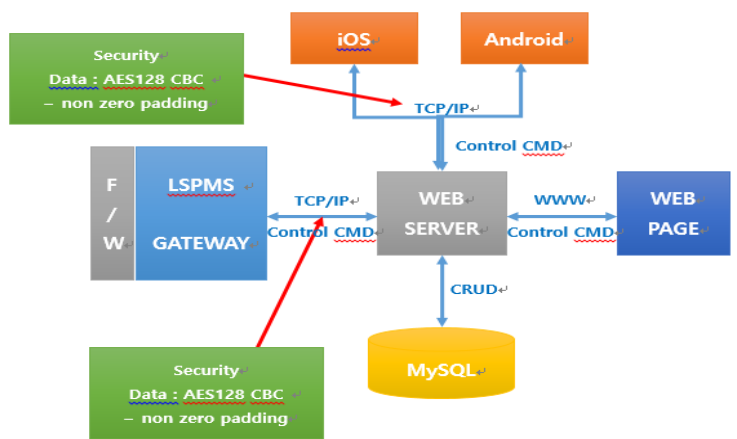 iOS
Android
Security
Data : AES128 CBC
– non zero padding
TCP/IP
Control CMD
F
/
W
LSPMS
GATEWAY
TCP/IP
Control CMD
WEB
SERVER
WWW
Control CMD
WEB
PAGE
CRUD
MySQL
Security
Data : AES128 CBC
– non zero padding